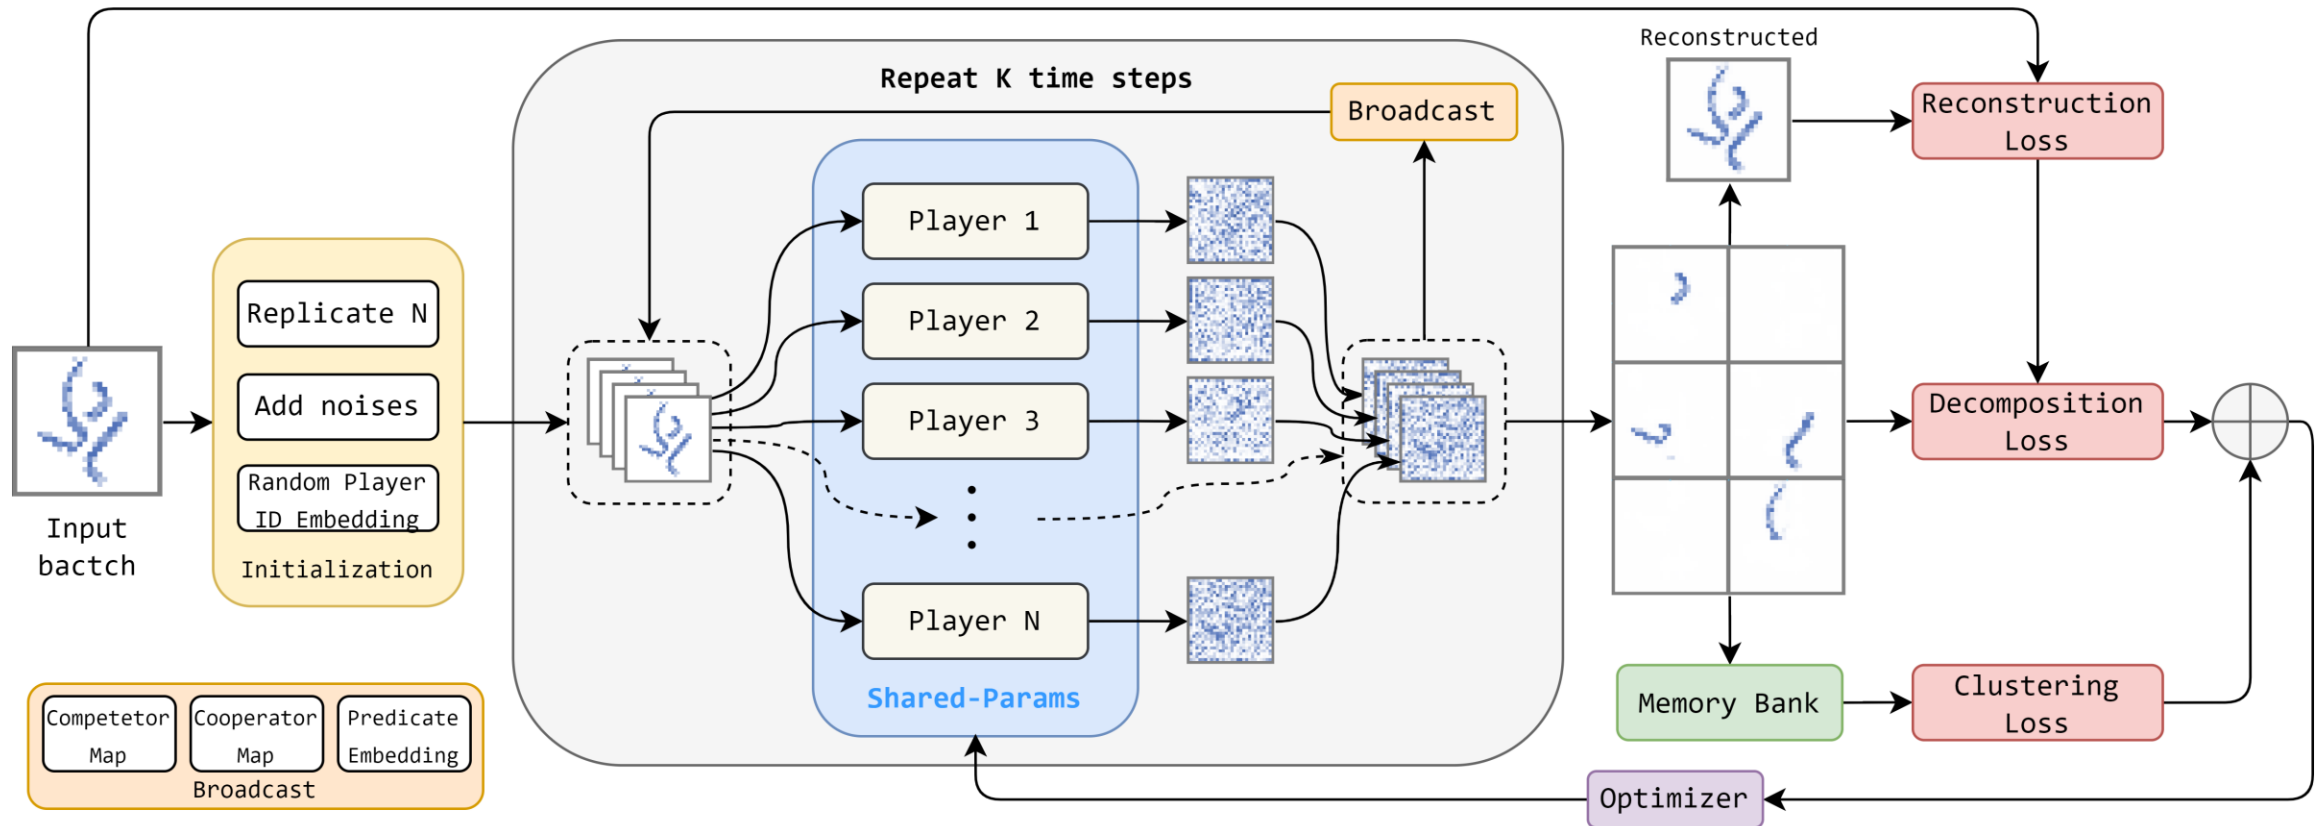 Repeat K time steps
Broadcast
Reconstructed
Reconstruction
Loss
Replicate N
Add noises
Random Player
ID Embedding
Initialization
Input
bactch
Player 1
Player 2
Player 3
Player N
Shared-Params
Decomposition
Loss
Memory Bank
Clustering
Loss
Optimizer
Competetor
Map
Cooperator
Map
Predicate
Embedding
Broadcast